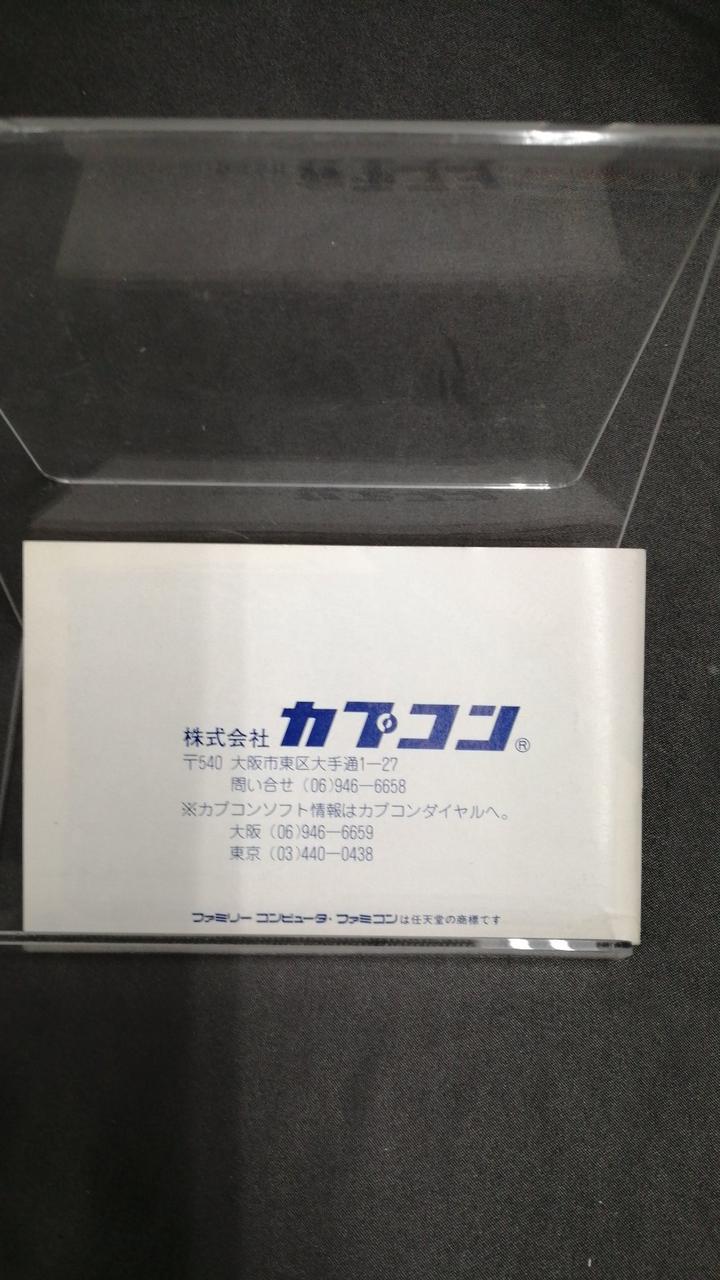 株式会社 カプコン®
〒540 大阪市東区大手通1−27
問い合せ (06)946−6658
※カプコンソフト情報はカプコンダイヤルへ。
大阪 (06)946−6659
東京 (03)440−0438
ファミリーコンピュータ・ファミコンは任天堂の商標です